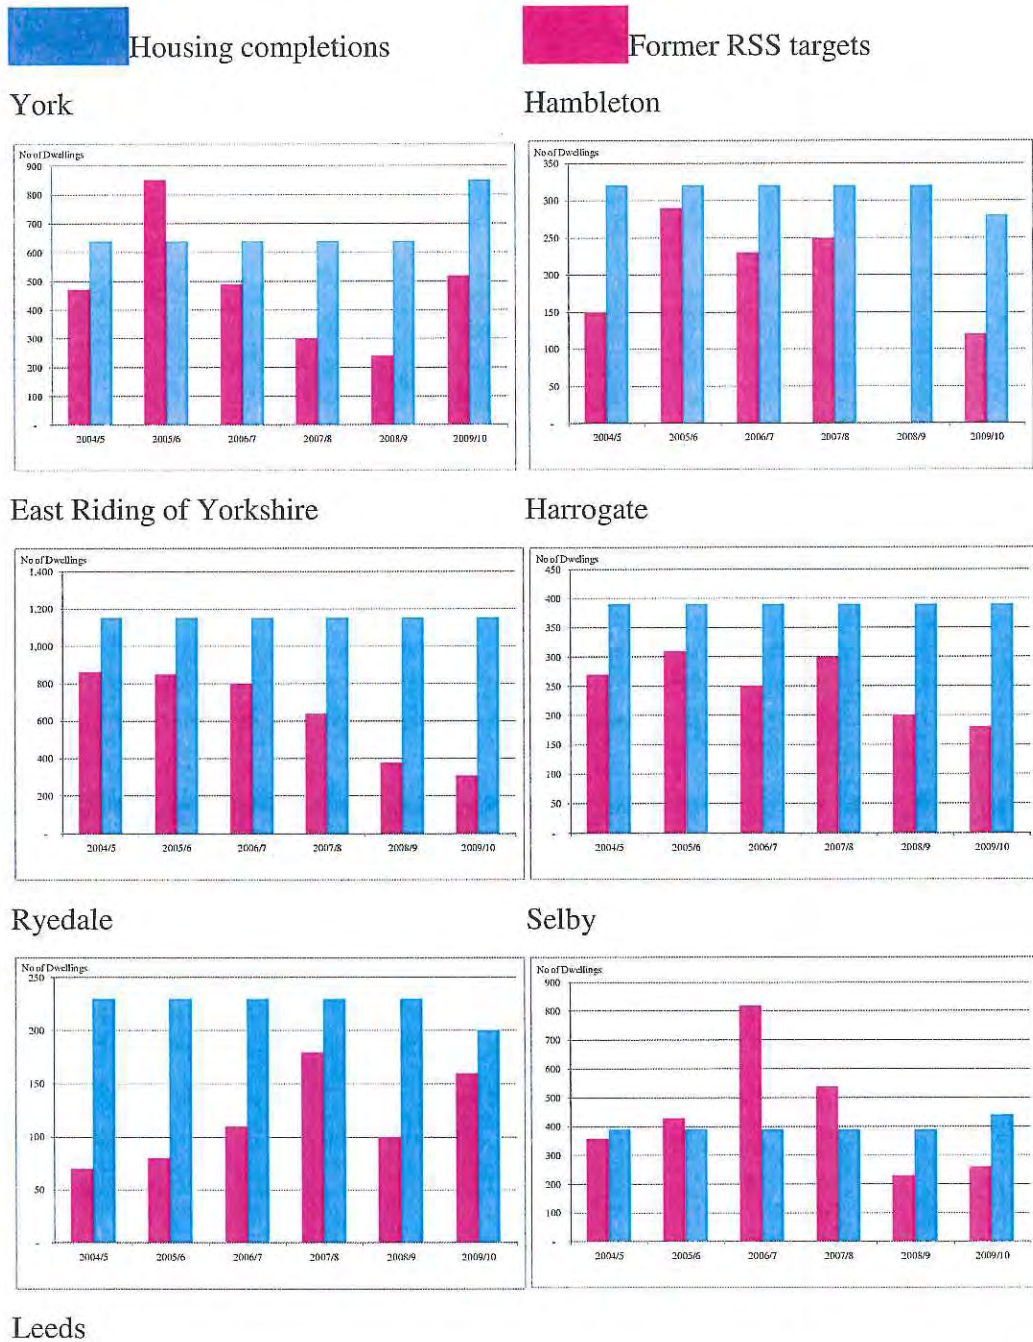 Housing completions
Former RSS targets
York
Hambleton
No of Dwellings
900
800
700
600
500
400
300
200
100
-
2004/5 2005/6 2006/7 2007/8 2008/9 2009/10
No of Dwellings
350
300
250
200
150
100
50
-
2004/5 2005/6 2006/7 2007/8 2008/9 2009/10
East Riding of Yorkshire
Harrogate
No of Dwellings
1,400
1,200
1,000
800
600
400
200
-
2004/5 2005/6 2006/7 2007/8 2008/9 2009/10
No of Dwellings
450
400
350
300
250
200
150
100
50
-
2004/5 2005/6 2006/7 2007/8 2008/9 2009/10
Ryedale
Selby
No of Dwellings
250
200
150
100
50
-
2004/5 2005/6 2006/7 2007/8 2008/9 2009/10
No of Dwellings
900
800
700
600
500
400
300
200
100
-
2004/5 2005/6 2006/7 2007/8 2008/9 2009/10
Leeds